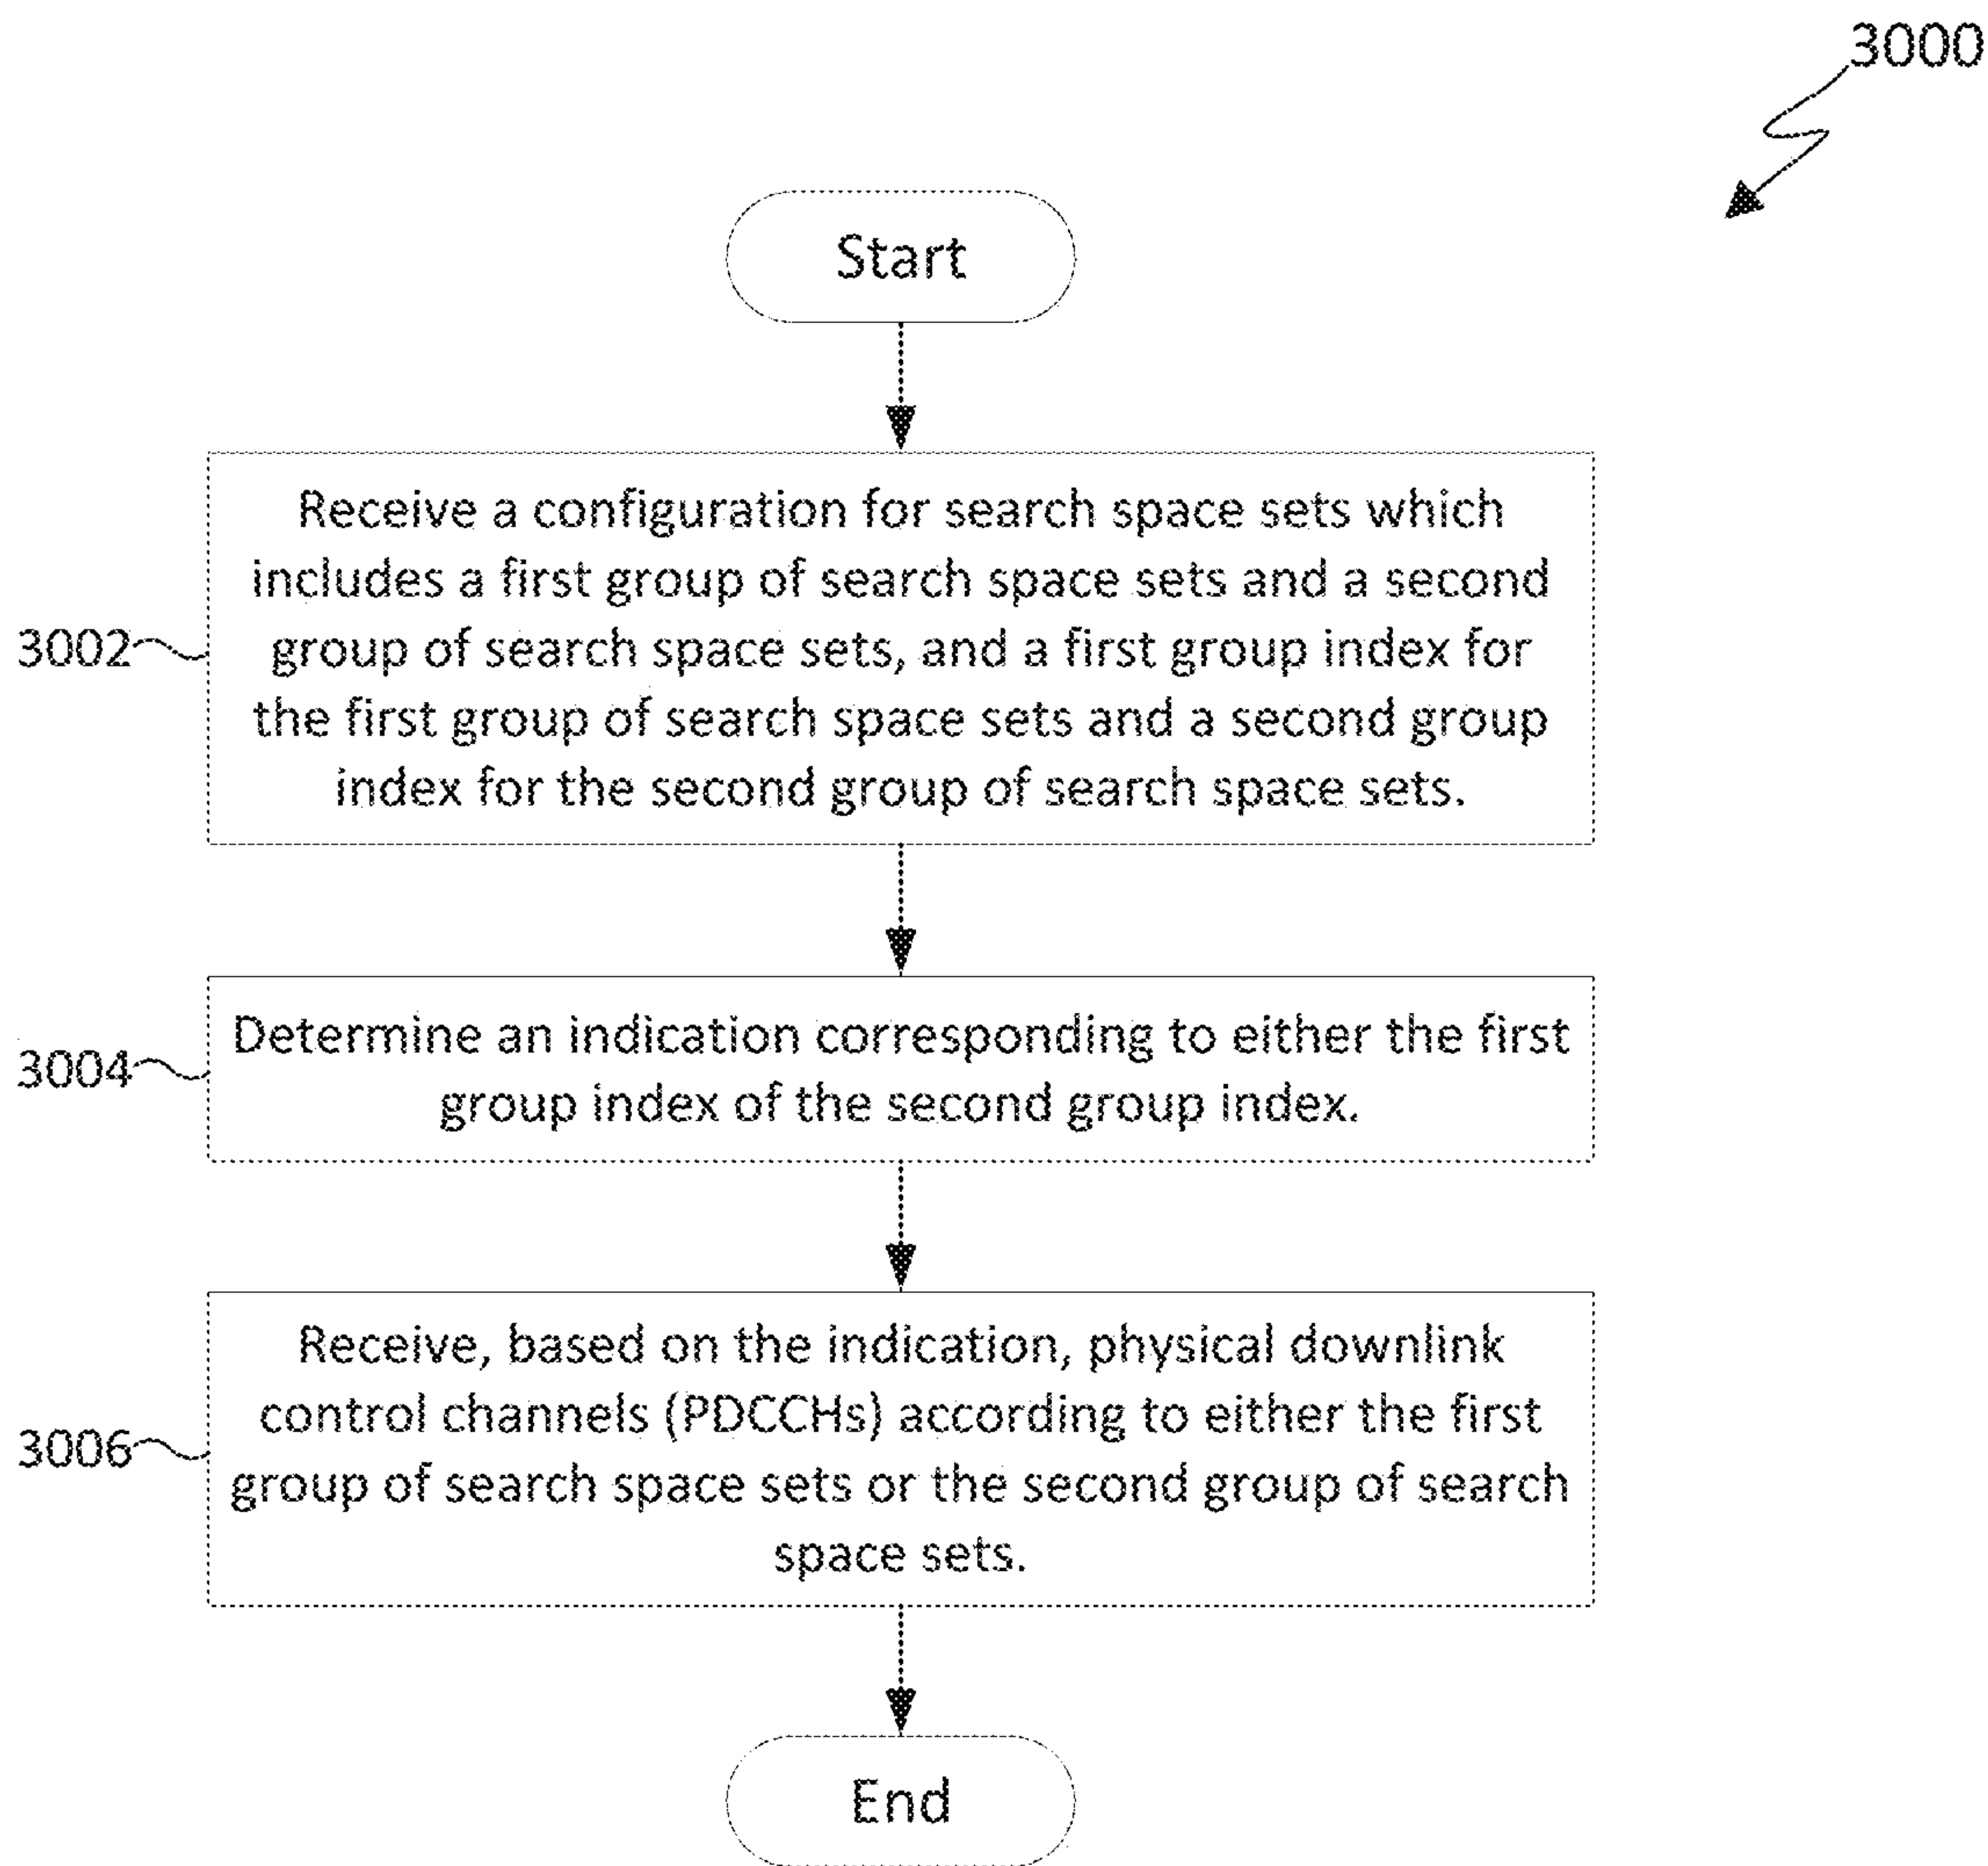 3000
Start
Receive a configuration for search space sets which
includes a first group of search space sets and a second
group of search space sets, and a first group index for
the first group of search space sets and a second group
index for the second group of search space sets.
3002
Determine an indication corresponding to either the first
group index of the second group index.
3004
Receive, based on the indication, physical downlink
control channels (PDCCHs) according to either the first
group of search space sets or the second group of search
space sets.
3006
End